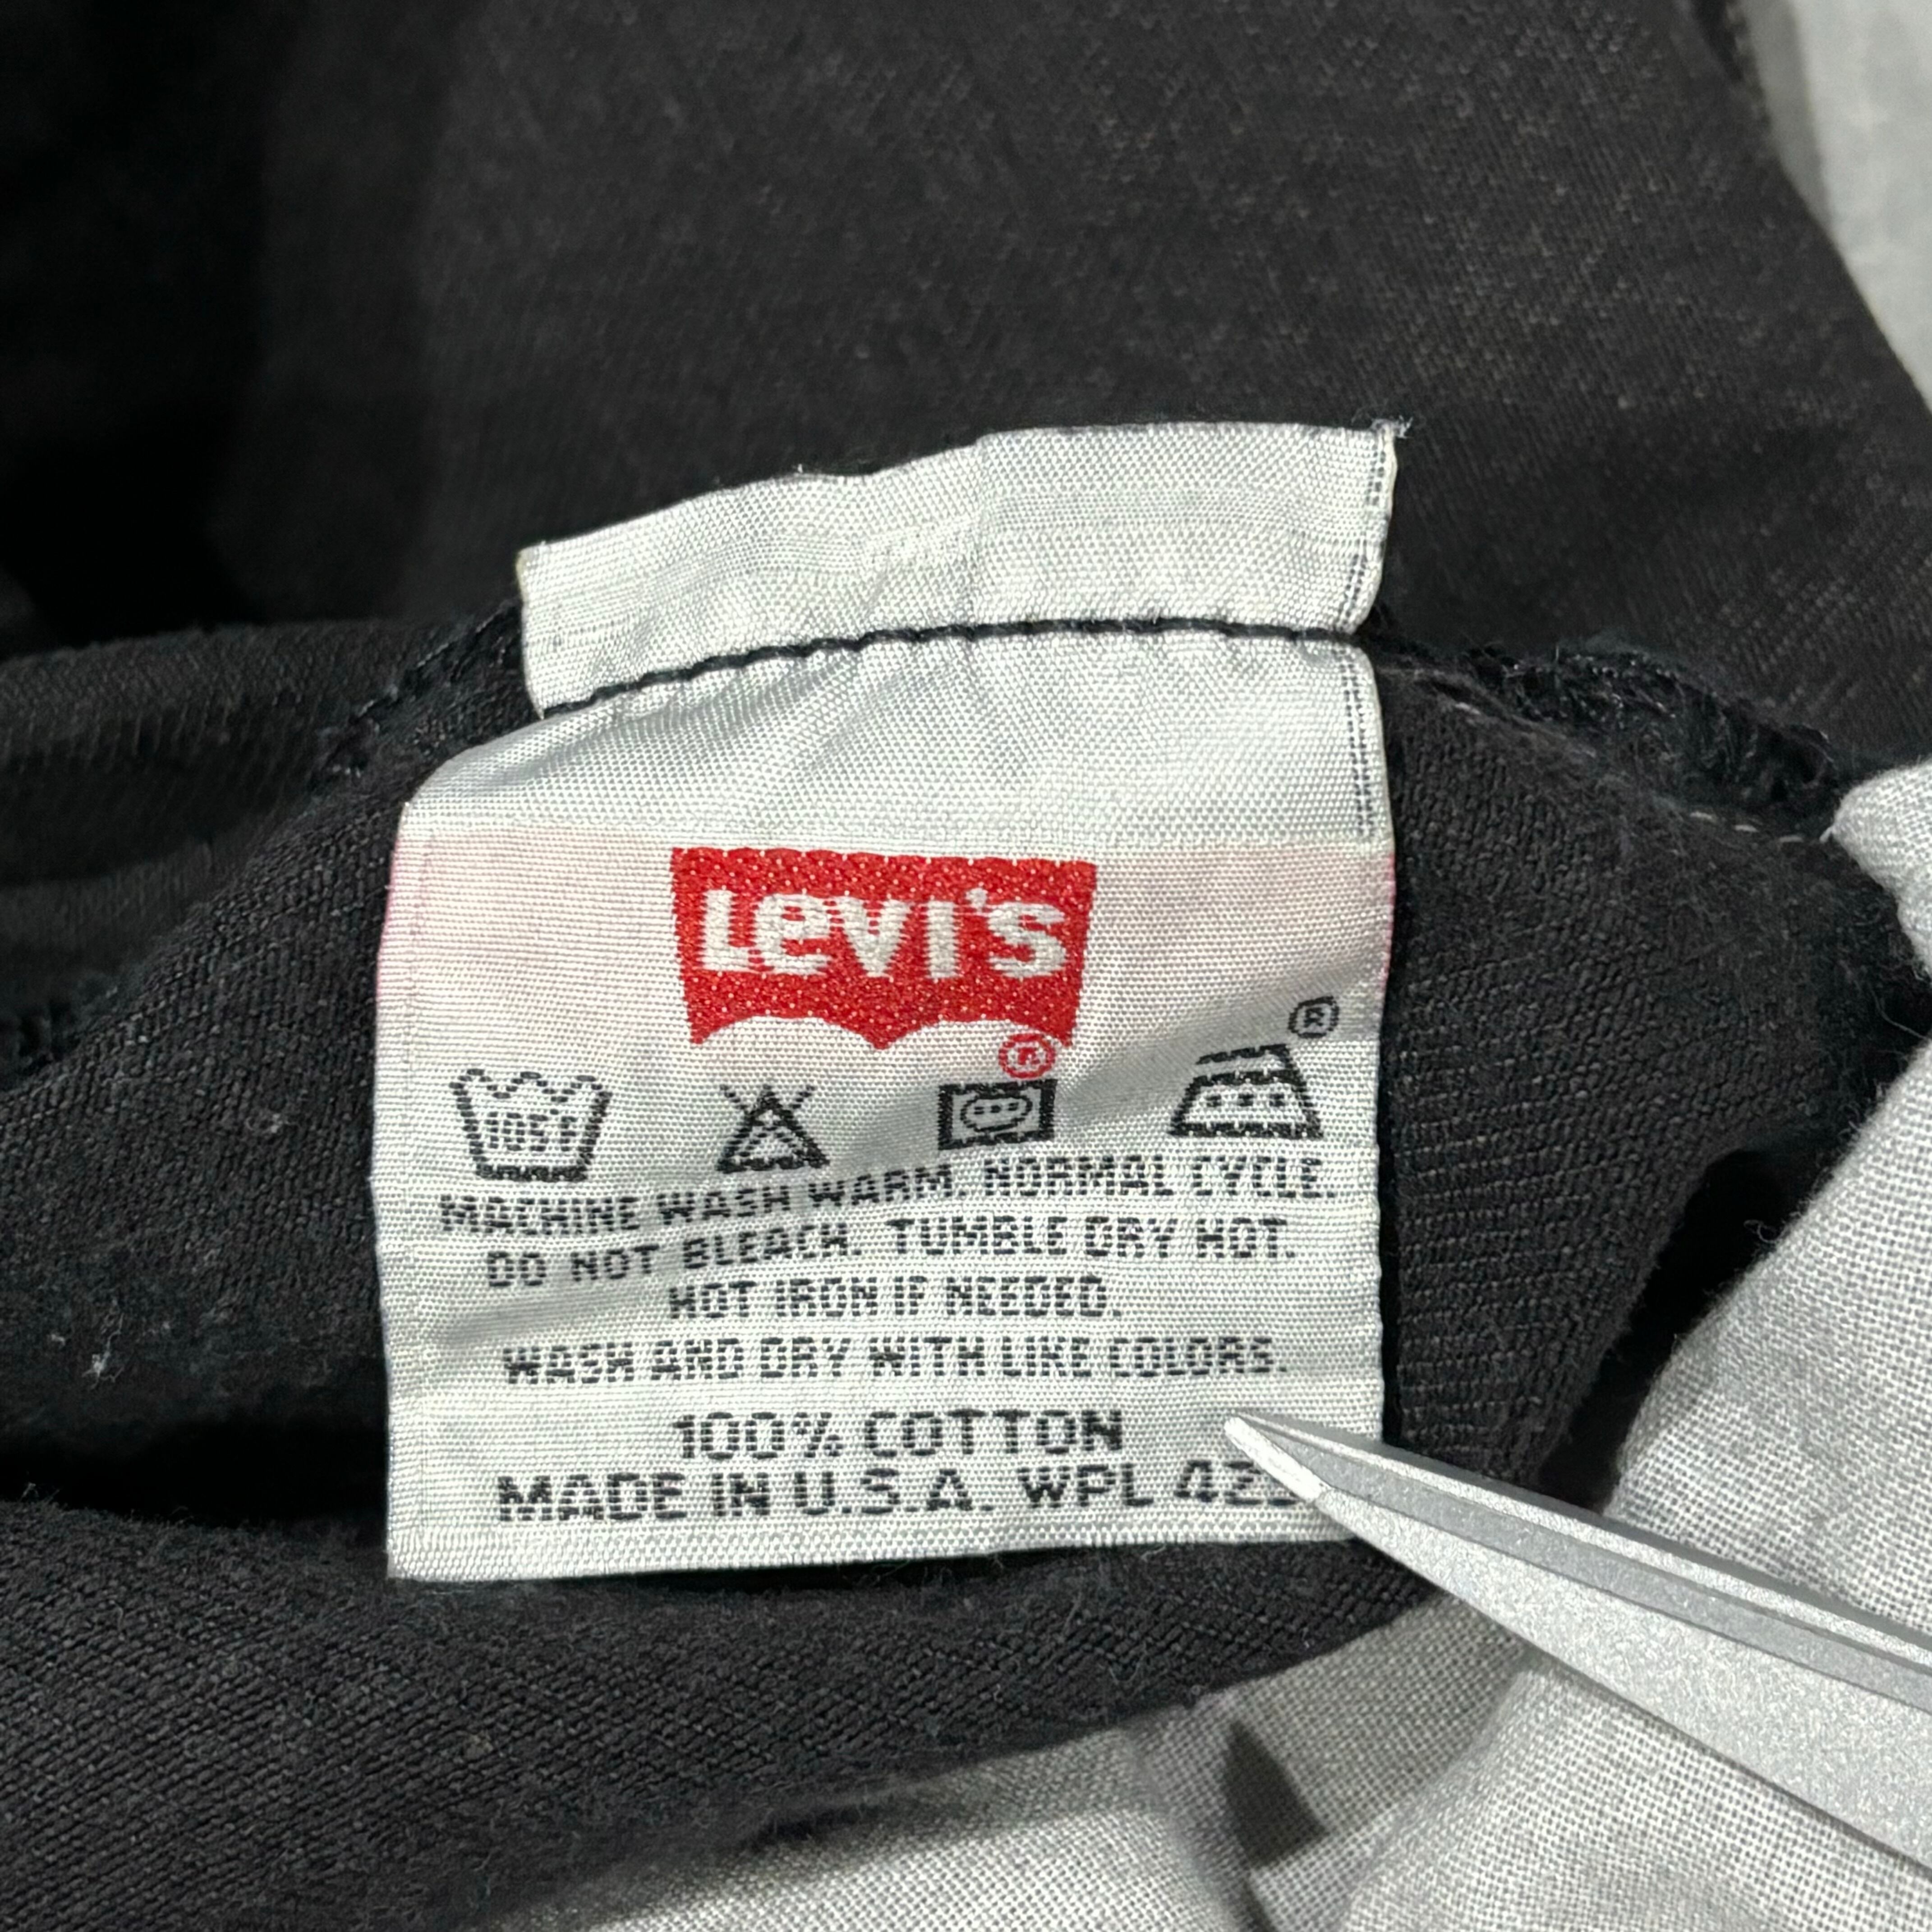 Levi's
®
®
105°F
MACHINE WASH WARM. NORMAL CYCLE.
DO NOT BLEACH. TUMBLE DRY HOT.
HOT IRON IF NEEDED.
WASH AND DRY WITH LIKE COLORS.
100% COTTON
MADE IN U.S.A. WPL